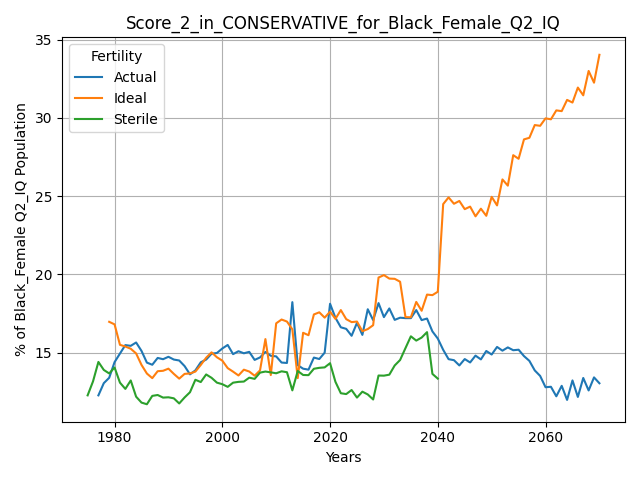 Score_2_in_CONSERVATIVE_for_Black_Female_Q2_IQ
Fertility
Actual
Ideal
Sterile
% of Black_Female Q2_IQ Population
35
30
25
20
15
1980
2000
2020
2040
2060
Years